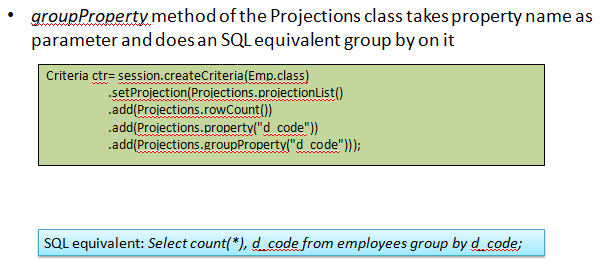 • groupProperty method of the Projections class takes property name as
parameter and does an SQL equivalent group by on it
Criteria ctr= session.createCriteria(Emp.class)
.setProjection(Projections.projectionList()
.add(Projections.rowCount())
.add(Projections.property("d_code"))
.add(Projections.groupProperty("d_code")));
SQL equivalent: Select count(*), d_code from employees group by d_code;